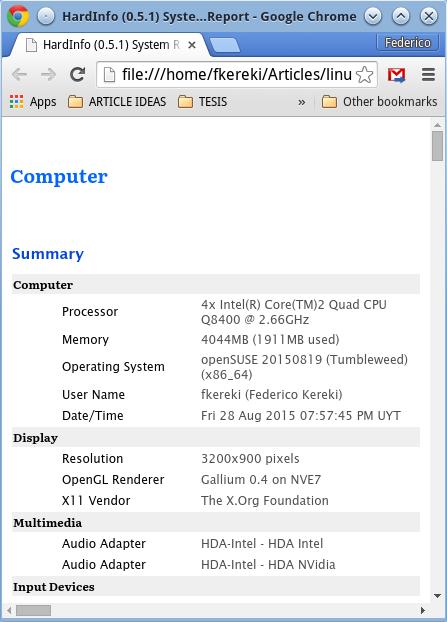 HardInfo (0.5.1) Syste...Report - Google Chrome
HardInfo (0.5.1) System R
Federico
file:///home/fkereki/Articles/linu
Apps ARTICLE IDEAS TESIS » Other bookmarks
Computer
Summary
Computer
Processor 4x Intel(R) Core(TM)2 Quad CPU
Q8400 @ 2.66GHz
Memory 4044MB (1911MB used)
Operating System openSUSE 20150819 (Tumbleweed)
(x86_64)
User Name fkereki (Federico Kereki)
Date/Time Fri 28 Aug 2015 07:57:45 PM UYT
Display
Resolution 3200x900 pixels
OpenGL Renderer Gallium 0.4 on NVE7
X11 Vendor The X.Org Foundation
Multimedia
Audio Adapter HDA-Intel - HDA Intel
Audio Adapter HDA-Intel - HDA NVidia
Input Devices